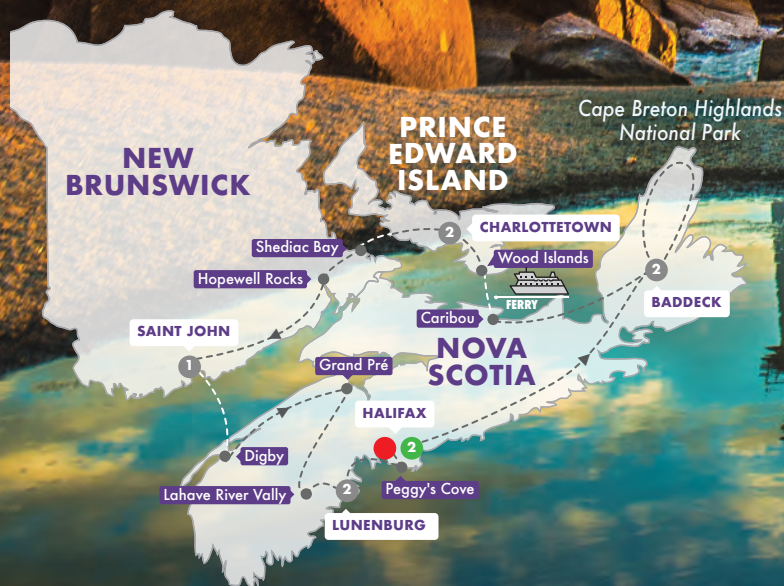 Cape Breton Highlands
National Park
PRINCE
EDWARD
ISLAND
NEW
BRUNSWICK
2
CHARLOTTETOWN
Shediac Bay
Wood Islands
Hopewell Rocks
2
FERRY
BADDECK
Caribou
SAINT JOHN
NOVA
SCOTIA
1
Grand Pré
HALIFAX
2
Digby
Peggy's Cove
Lahave River Vally
2
LUNENBURG